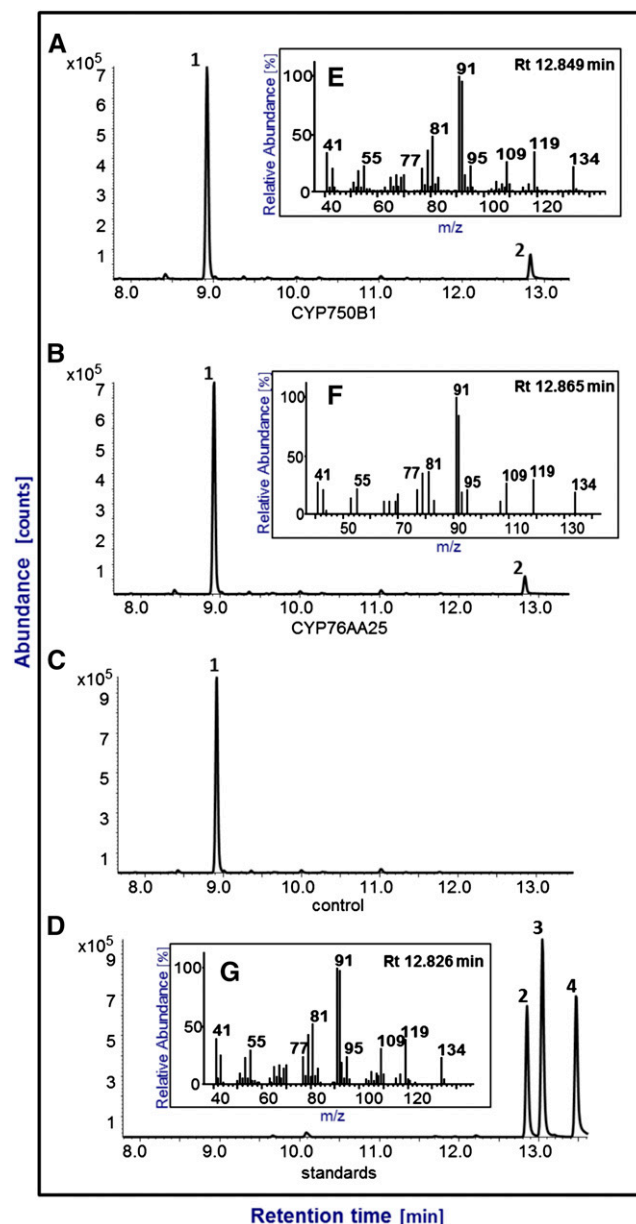 Abundance [counts]
A
x10⁵
7
6
5
4
3
2
1
1
2
8.0 9.0 10.0 11.0 12.0 13.0
CYP750B1
E
Rt 12.849 min
Relative Abundance [%]
100
50
0
41 55 77 81 91 95 109 119 134
40 60 80 100 120
m/z
B
x10⁵
7
6
5
4
3
2
1
1
2
8.0 9.0 10.0 11.0 12.0 13.0
CYP76AA25
F
Rt 12.865 min
Relative Abundance [%]
100
50
0
41 55 77 81 91 95 109 119 134
50 70 90 110 130
m/z
C
x10⁵
9
7
5
3
1
1
8.0 9.0 10.0 11.0 12.0 13.0
control
D
x10⁵
9
7
5
3
1
2
3
4
8.0 9.0 10.0 11.0 12.0 13.0
standards
G
Rt 12.826 min
Relative Abundance [%]
100
50
0
41 55 77 81 91 95 109 119 134
40 60 80 100 120
m/z
Retention time [min]